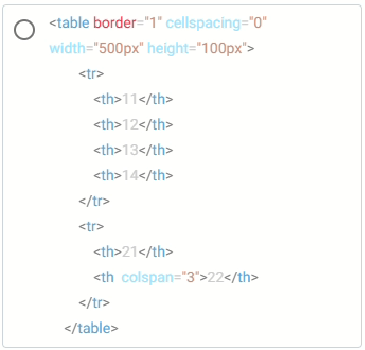 <table border="1" cellspacing="0"
width="500px" height="100px">
<tr>
<th>11</th>
<th>12</th>
<th>13</th>
<th>14</th>
</tr>
<tr>
<th>21</th>
<th colspan="3">22</th>
</tr>
</table>